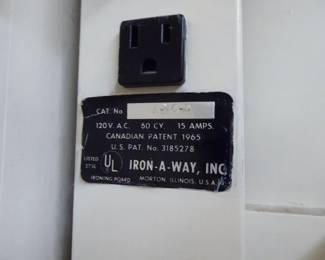 CAT. No.
120 V. A.C. 50 CY. 15 AMPS.
CANADIAN PATENT 1965
U.S. PAT. No. 3185278
LISTED UL IRON-A-WAY, INC
IRONING BOARD MORTON, ILLINOIS, U.S.A.